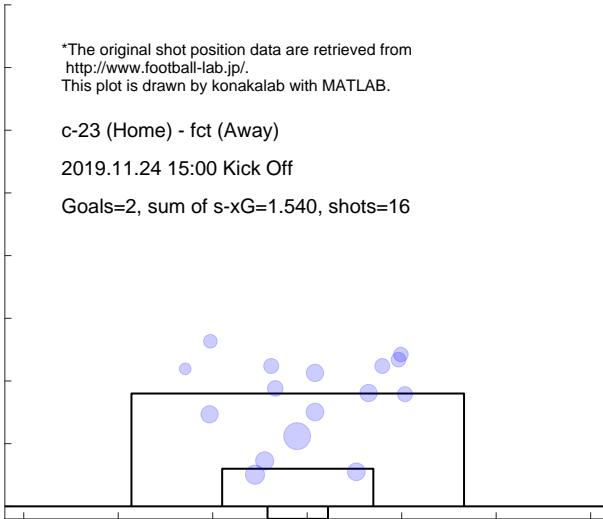 *The original shot position data are retrieved from
http://www.football-lab.jp/.
This plot is drawn by konakalab with MATLAB.
c-23 (Home) - fct (Away)
2019.11.24 15:00 Kick Off
Goals=2, sum of s-xG=1.540, shots=16